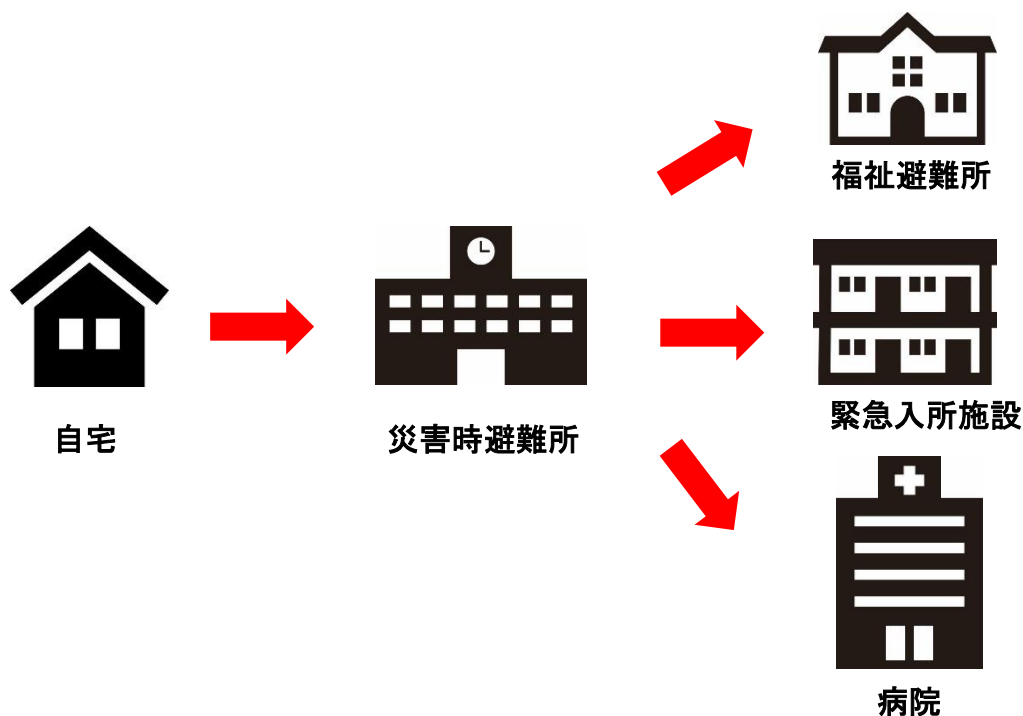 自宅
災害時避難所
福祉避難所
緊急入所施設
病院